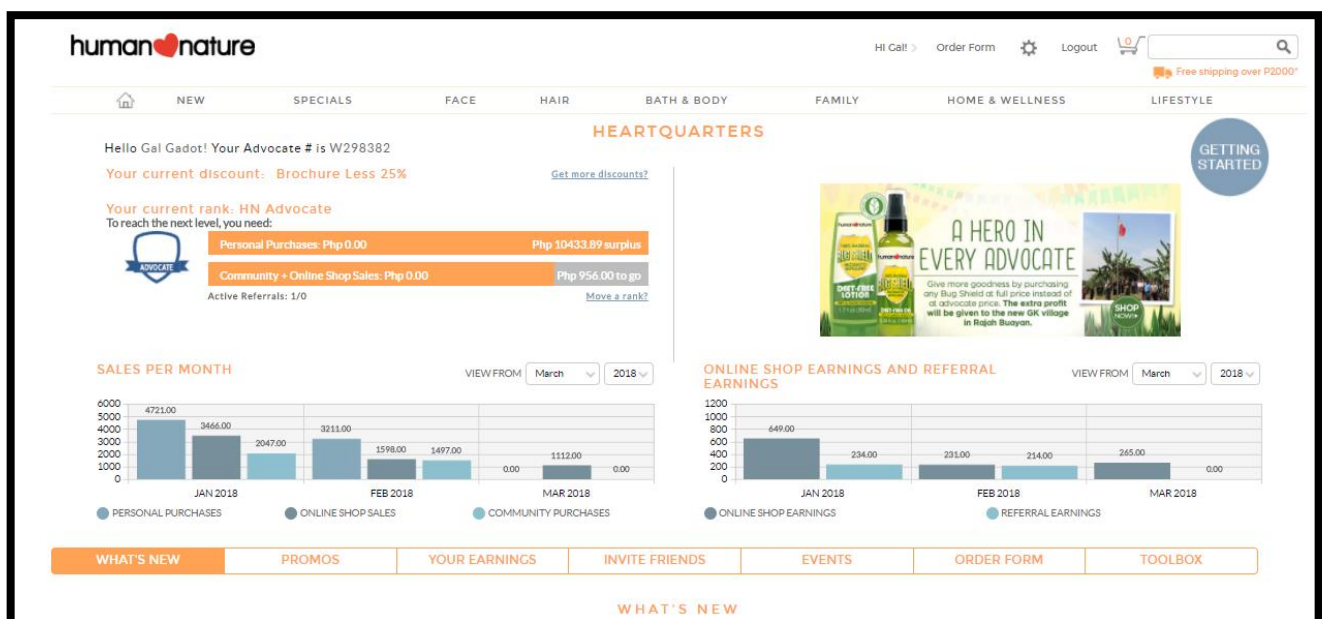 human nature
Hi Gal! Order Form Logout 0
Free shipping over P2000*
NEW SPECIALS FACE HAIR BATH & BODY FAMILY HOME & WELLNESS LIFESTYLE
HEARTQUARTERS
GETTING
STARTED
Hello Gal Gadot! Your Advocate # is W298382
Your current discount: Brochure Less 25% Get more discounts?
Your current rank: HN Advocate
To reach the next level, you need:
ADVOCATE
Personal Purchases: Php 0.00 Php 10433.89 surplus
Community + Online Shop Sales: Php 0.00 Php 956.00 to go
Active Referrals: 1/0 Move a rank?
human nature
BUG SHIELD
DEET-FREE
LOTION
A HERO IN
EVERY ADVOCATE
Give more goodness by purchasing
any Bug Shield at full price instead of
at advocate price. The extra profit
will be given to the new GK village
in Rajah Buayan.
SHOP
NOW!
SALES PER MONTH VIEW FROM March 2018
6000
5000
4000
3000
2000
1000
0
4721.00 3466.00 2047.00 3211.00 1598.00 1497.00 0.00 1112.00 0.00
JAN 2018 FEB 2018 MAR 2018
PERSONAL PURCHASES ONLINE SHOP SALES COMMUNITY PURCHASES
ONLINE SHOP EARNINGS AND REFERRAL
EARNINGS
VIEW FROM March 2018
1200
1000
800
600
400
200
0
649.00 234.00 231.00 214.00 265.00 0.00
JAN 2018 FEB 2018 MAR 2018
ONLINE SHOP EARNINGS REFERRAL EARNINGS
WHAT'S NEW PROMOS YOUR EARNINGS INVITE FRIENDS EVENTS ORDER FORM TOOLBOX
WHAT'S NEW